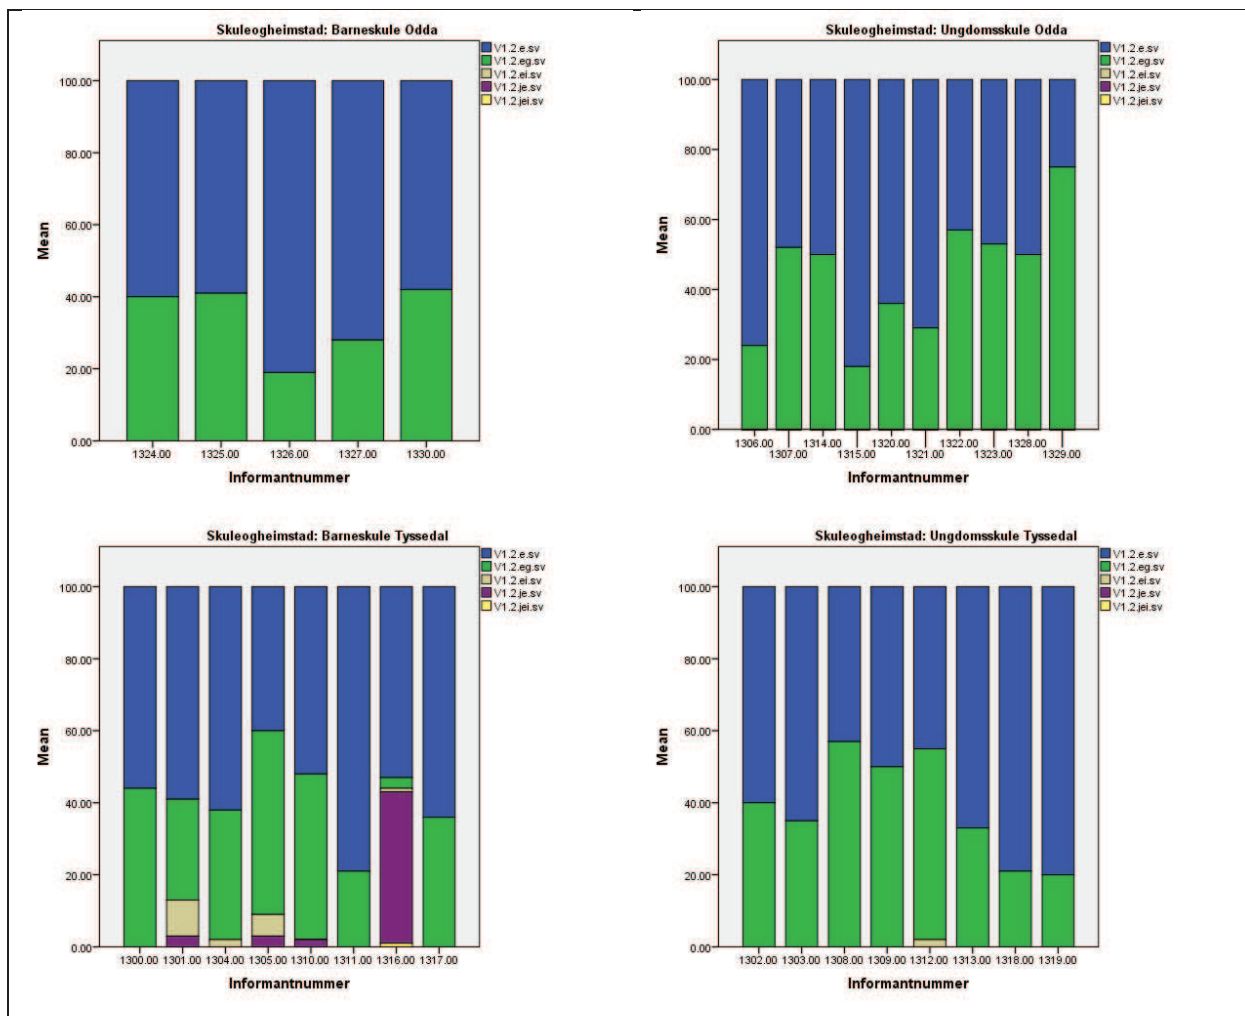 Skuleogheimstad: Barneskule Odda
V1.2.e.sv
V1.2.eg.sv
V1.2.ei.sv
V1.2.je.sv
V1.2.jei.sv
100.00
80.00
60.00
40.00
20.00
0.00
Mean
1324.00 1325.00 1326.00 1327.00 1330.00
Informantnummer
Skuleogheimstad: Ungdomsskule Odda
V1.2.e.sv
V1.2.eg.sv
V1.2.ei.sv
V1.2.je.sv
V1.2.jei.sv
100.00
80.00
60.00
40.00
20.00
0.00
Mean
1306.00 1314.00 1320.00 1322.00 1328.00
1307.00 1315.00 1321.00 1323.00 1329.00
Informantnummer
Skuleogheimstad: Barneskule Tyssedal
V1.2.e.sv
V1.2.eg.sv
V1.2.ei.sv
V1.2.je.sv
V1.2.jei.sv
100.00
80.00
60.00
40.00
20.00
0.00
Mean
1300.00 1301.00 1304.00 1305.00 1310.00 1311.00 1316.00 1317.00
Informantnummer
Skuleogheimstad: Ungdomsskule Tyssedal
V1.2.e.sv
V1.2.eg.sv
V1.2.ei.sv
V1.2.je.sv
V1.2.jei.sv
100.00
80.00
60.00
40.00
20.00
0.00
Mean
1302.00 1303.00 1308.00 1309.00 1312.00 1313.00 1318.00 1319.00
Informantnummer